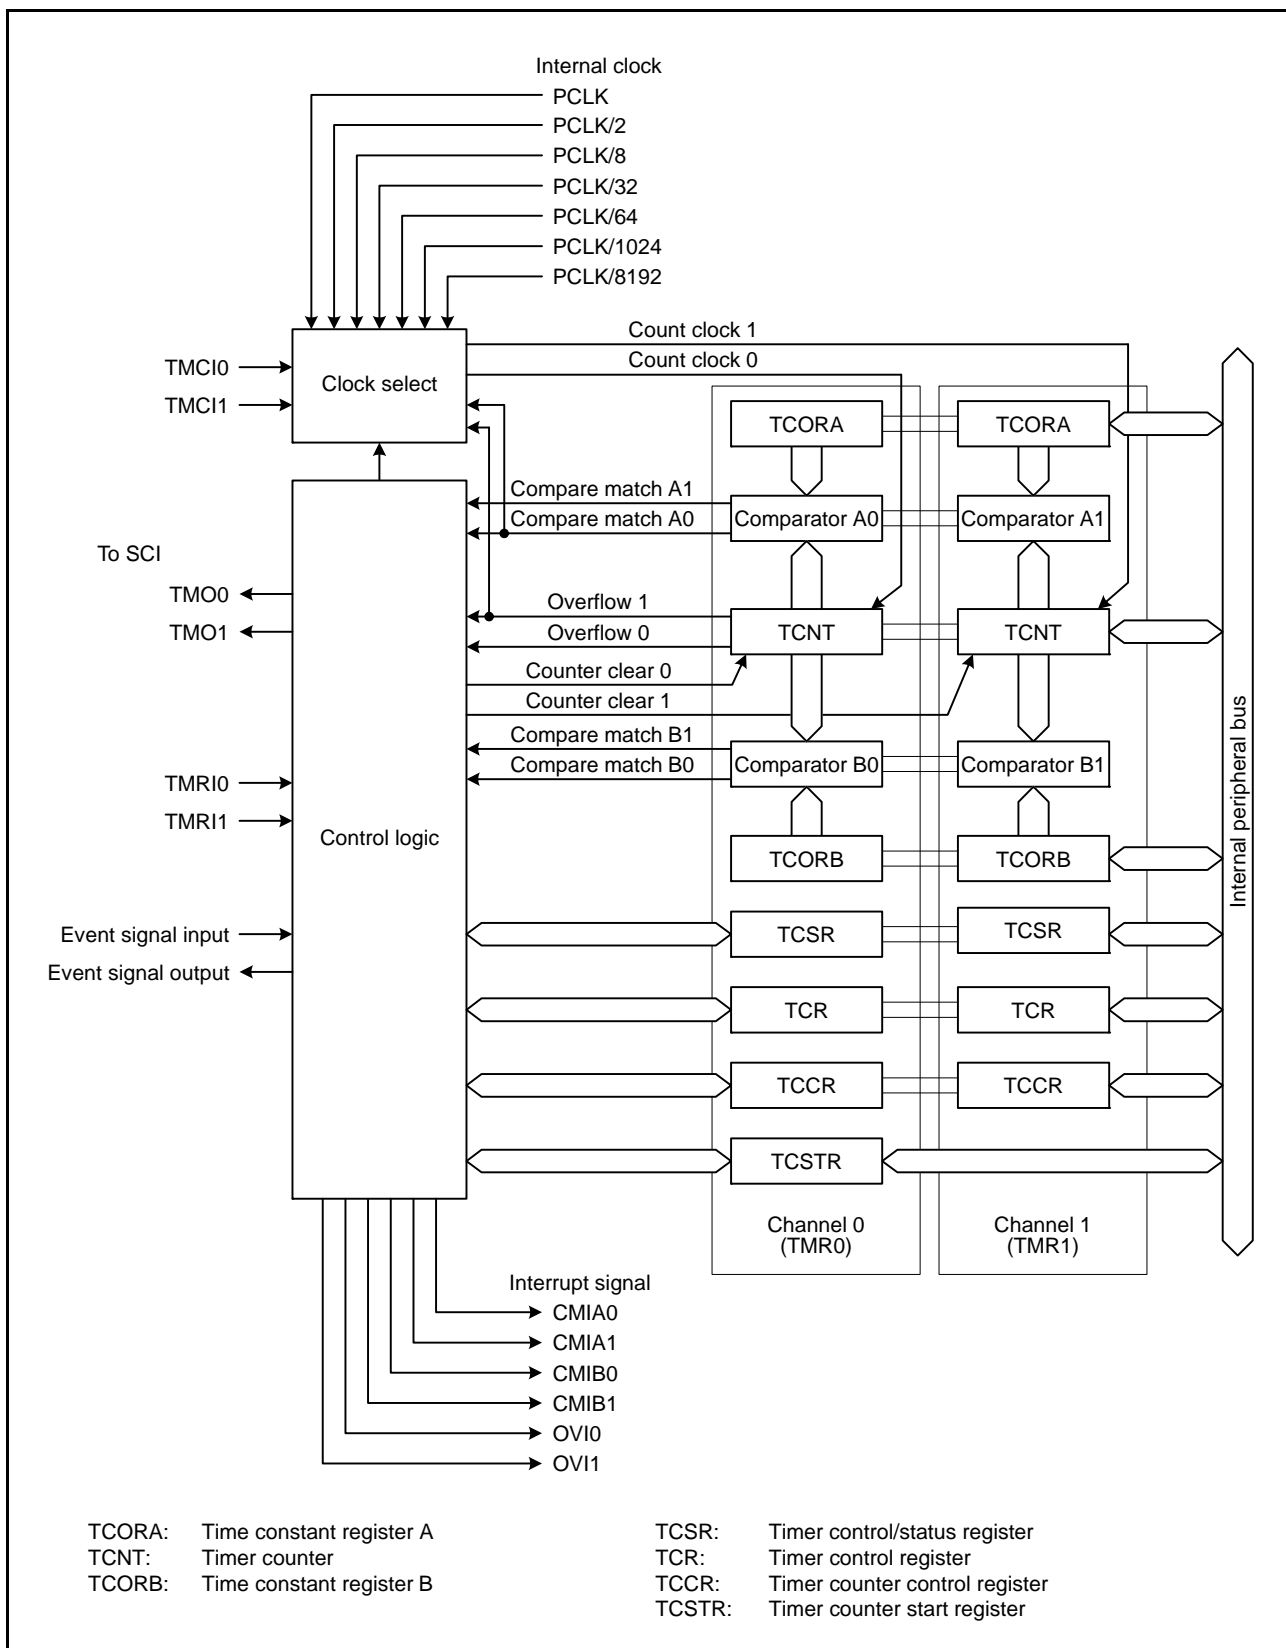 Internal clock
PCLK
PCLK/2
PCLK/8
PCLK/32
PCLK/64
PCLK/1024
PCLK/8192
Count clock 1
Count clock 0
TMCI0
TMCI1
Clock select
TCORA
TCORA
Compare match A1
Compare match A0
Comparator A0
Comparator A1
To SCI
TMO0
TMO1
Overflow 1
Overflow 0
TCNT
TCNT
Counter clear 0
Counter clear 1
Compare match B1
Compare match B0
Comparator B0
Comparator B1
TMRI0
TMRI1
Control logic
TCORB
TCORB
Internal peripheral bus
Event signal input
Event signal output
TCSR
TCSR
TCR
TCR
TCCR
TCCR
TCSTR
Channel 0
(TMR0)
Channel 1
(TMR1)
Interrupt signal
CMIA0
CMIA1
CMIB0
CMIB1
OVI0
OVI1
TCORA: Time constant register A
TCNT: Timer counter
TCORB: Time constant register B
TCSR: Timer control/status register
TCR: Timer control register
TCCR: Timer counter control register
TCSTR: Timer counter start register